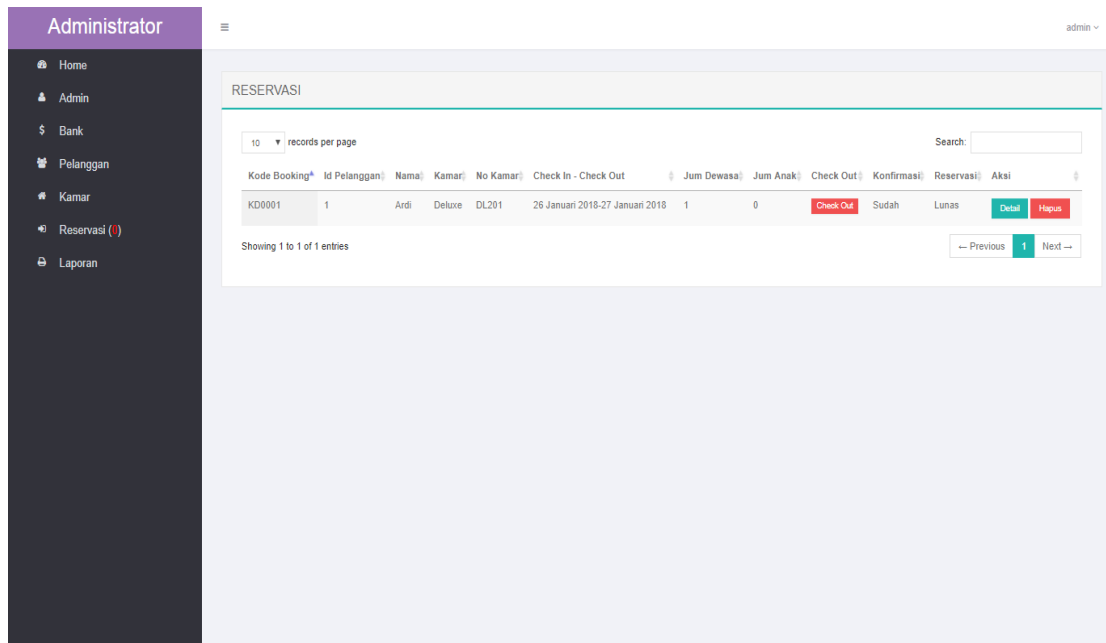 Administrator
admin
Home
Admin
$ Bank
Pelanggan
Kamar
Reservasi (0)
Laporan
RESERVASI
10 records per page
Search:
Kode Booking Id Pelanggan Nama Kamar No Kamar Check In - Check Out Jum Dewasa Jum Anak Check Out Konfirmasi Reservasi Aksi
KD0001 1 Ardi Deluxe DL201 26 Januari 2018-27 Januari 2018 1 0 Check Out Sudah Lunas Detail Hapus
Showing 1 to 1 of 1 entries
← Previous 1 Next →